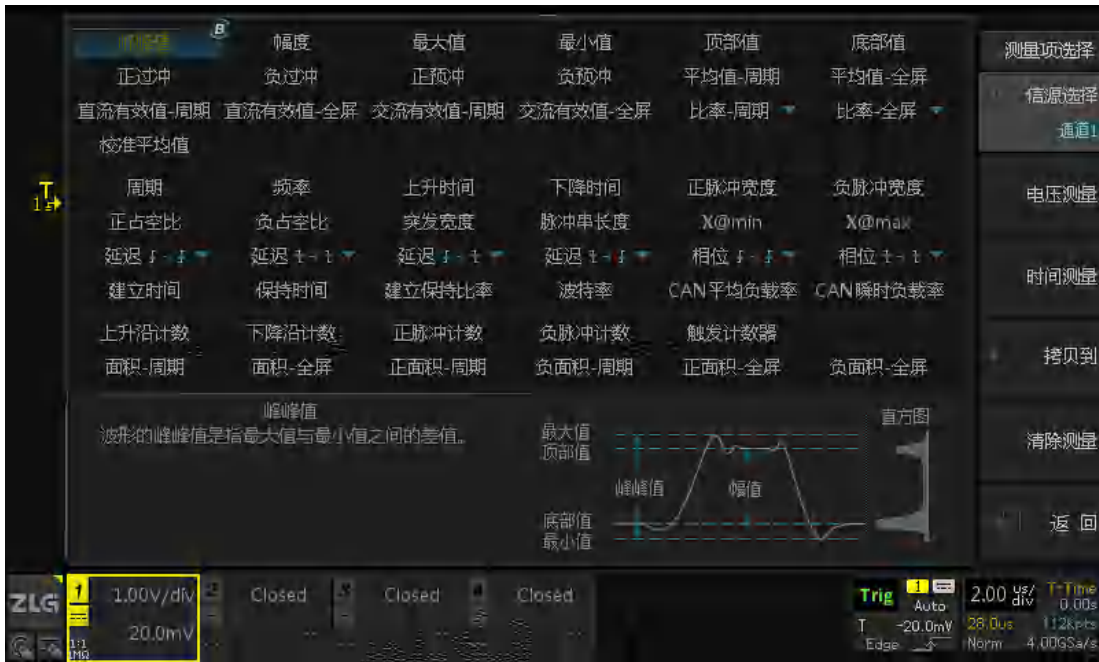 峰峰值 B 幅度 最大值 最小值 顶部值 底部值
正过冲 负过冲 正预冲 负预冲 平均值-周期 平均值-全屏
直流有效值-周期 直流有效值-全屏 交流有效值-周期 交流有效值-全屏 比率-周期 比率-全屏
校准平均值
周期 频率 上升时间 下降时间 正脉冲宽度 负脉冲宽度
正占空比 负占空比 突发宽度 脉冲串长度 X@min X@max
延迟 延迟 延迟 延迟 相位 相位
建立时间 保持时间 建立保持比率 波特率 CAN平均负载率 CAN瞬时负载率
上升沿计数 下降沿计数 正脉冲计数 负脉冲计数 触发计数器
面积-周期 面积-全屏 正面积-周期 负面积-周期 正面积-全屏 负面积-全屏
峰峰值
波形的峰峰值是指最大值与最小值之间的差值。
最大值
顶部值
峰峰值 幅值
底部值
最小值
直方图
测量项选择
信源选择
通道1
电压测量
时间测量
拷贝到
清除测量
返 回
T
1
ZLG
1 1.00V/div
20.0mV
1:1
1MΩ
2 Closed
3 Closed
4 Closed
Trig 1
Auto
T -20.0mV
Edge
2.00 us/div
T-Time
0.00s
28.0us 112kpts
Norm 4.00GSa/s